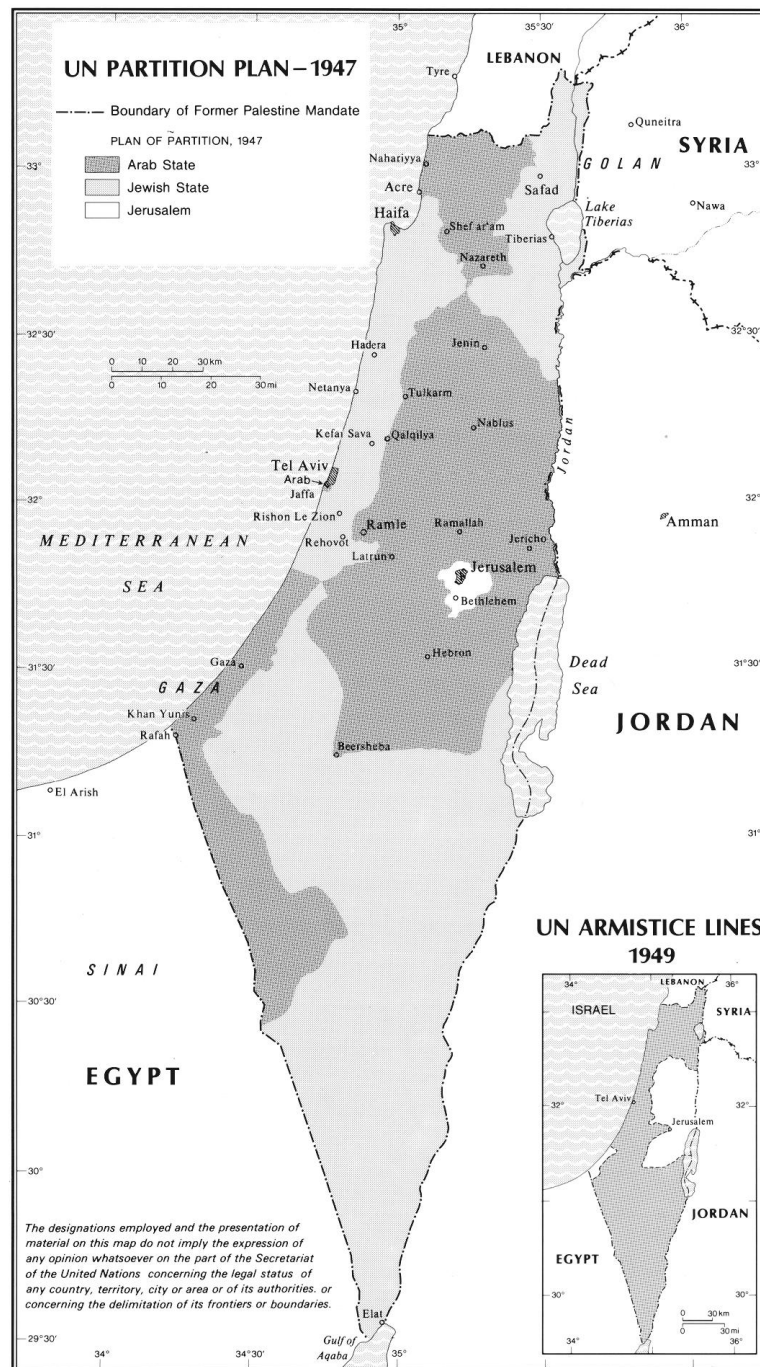 UN PARTITION PLAN – 1947
Boundary of Former Palestine Mandate
PLAN OF PARTITION, 1947
Arab State
Jewish State
Jerusalem
35°
35°30'
36°
LEBANON
Tyre
Quneitra
SYRIA
33°
33°
GOLAN
Nahariyya
Acre
Safad
Haifa
Lake
Tiberias
Nawa
Shef ar'am
Tiberias
Nazareth
32°30'
32°30'
0 10 20 30 km
0 10 20 30 mi
Hadera
Jenin
Netanya
Tulkarm
Kefar Sava
Qalqilya
Nablus
Jordan
Tel Aviv
Arab
Jaffa
32°
32°
Rishon Le Zion
Ramle
Ramallah
Amman
MEDITERRANEAN
SEA
Rehovot
Jericho
Latrun
Jerusalem
Bethlehem
31°30'
31°30'
Gaza
Hebron
Dead
Sea
GAZA
Khan Yunis
Rafah
JORDAN
Beersheba
El Arish
31°
31°
SINAI
30°30'
EGYPT
30°
The designations employed and the presentation of
material on this map do not imply the expression of
any opinion whatsoever on the part of the Secretariat
of the United Nations concerning the legal status of
any country, territory, city or area or of its authorities. or
concerning the delimitation of its frontiers or boundaries.
Elat
Gulf of
Aqaba
29°30'
34°
34°30'
35°
UN ARMISTICE LINES
1949
34°
36°
LEBANON
ISRAEL
SYRIA
Tel Aviv
32°
32°
Jerusalem
JORDAN
EGYPT
30°
30°
0 30 km
0 30 mi
34°
36°